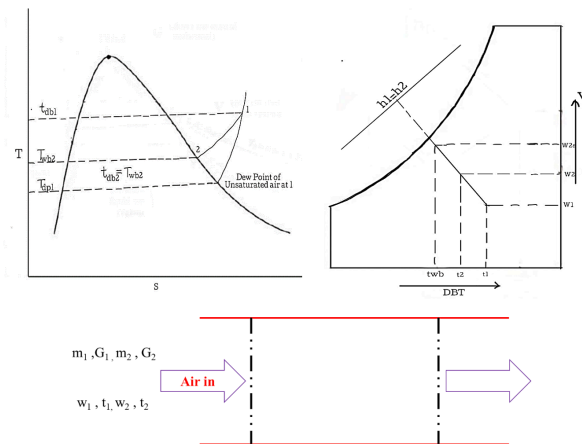 T
t_db1
T_wb2
T_dp1
1
2
t_db2 = T_wb2
Dew Point of
Unsaturated air at 1
S
h1=h2
W2s
W2
W1
twb t2 t1
DBT
m1 ,G1, m2 , G2
w1 , t1, w2 , t2
Air in